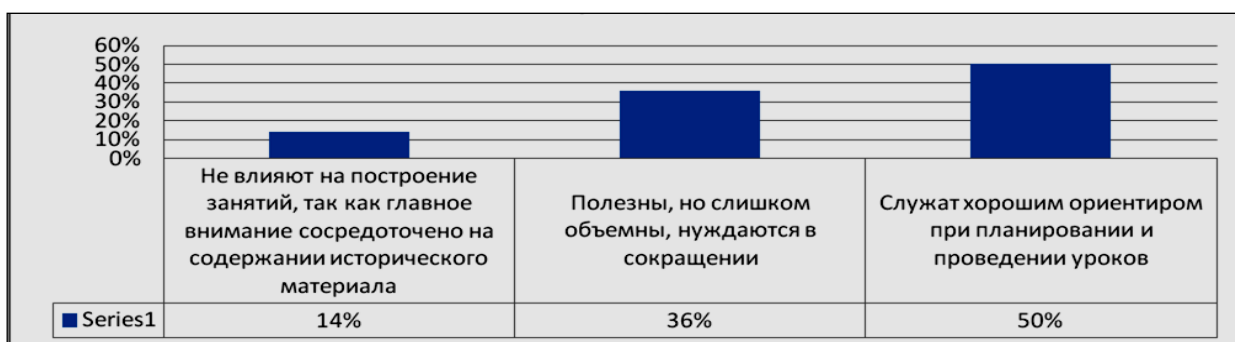 60%
50%
40%
30%
20%
10%
0%
Не влияют на построение
занятий, так как главное
внимание сосредоточено на
содержании исторического
материала
Полезны, но слишком
объемны, нуждаются в
сокращении
Служат хорошим ориентиром
при планировании и
проведении уроков
Series1 14% 36% 50%